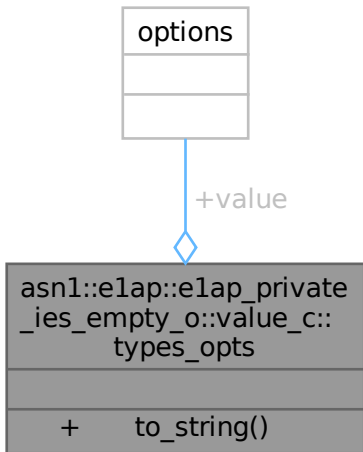 options
+value
asn1::e1ap::e1ap_private
_ies_empty_o::value_c::
types_opts
+ to_string()